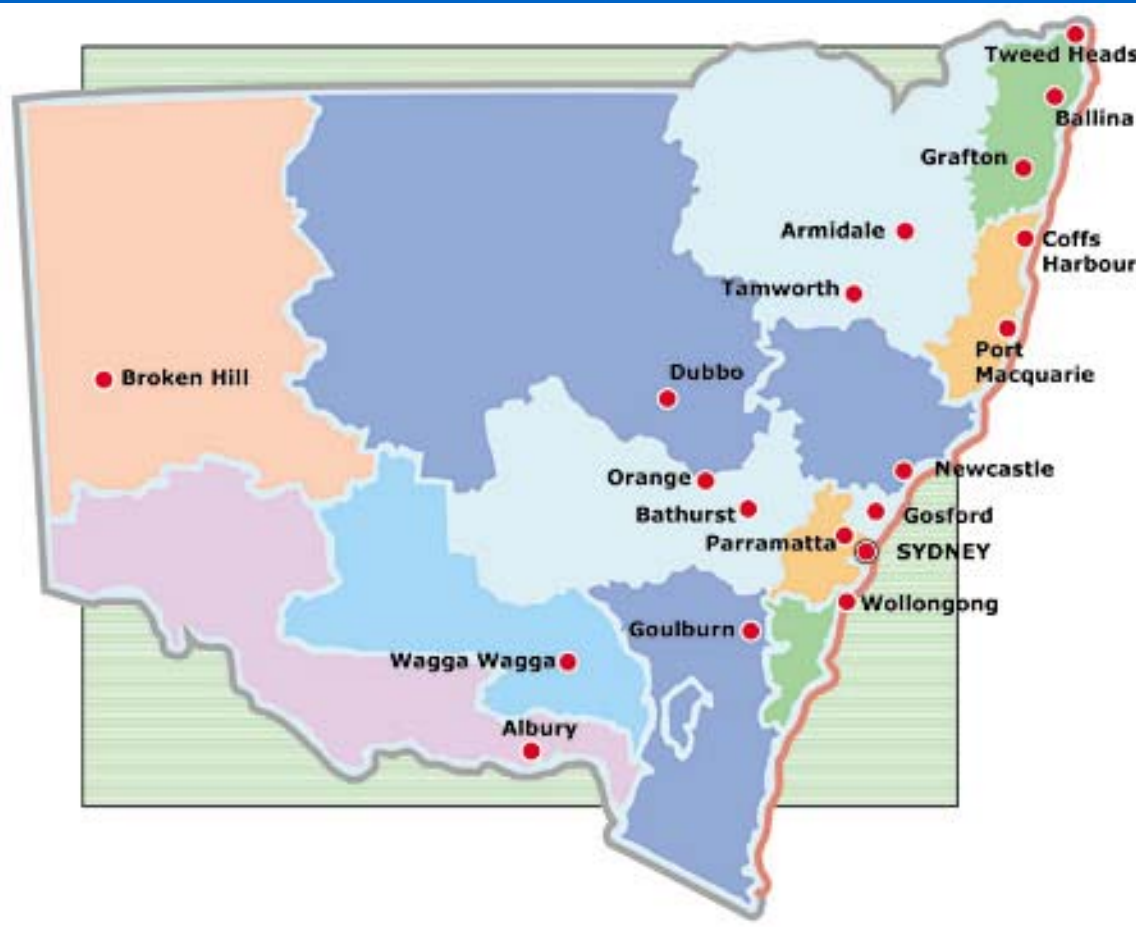 Tweed Heads
Ballina
Grafton
Armidale
Coffs
Harbour
Tamworth
Port
Macquarie
Dubbo
Broken Hill
Newcastle
Orange
Bathurst
Gosford
Parramatta
SYDNEY
Wollongong
Goulburn
Wagga Wagga
Albury